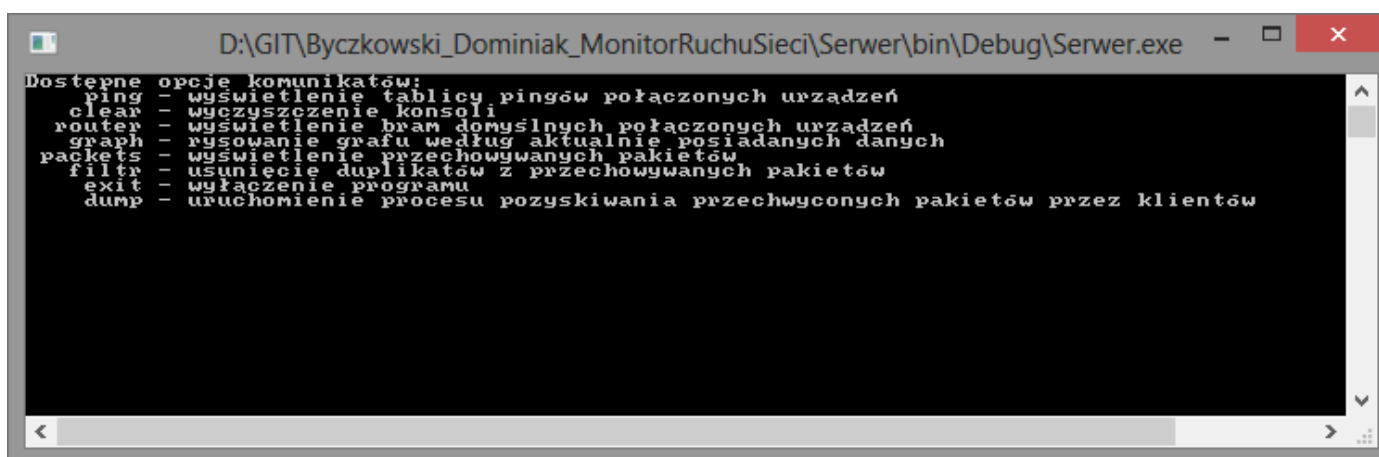 D:\GIT\Byczkowski_Dominiak_MonitorRuchuSieci\Serwer\bin\Debug\Serwer.exe
Dostępne opcje komunikatów:
ping - wyświetlenie tablicy pingów połączonych urządzeń
clear - wyczyszczenie konsoli
router - wyświetlenie bram domyślnych połączonych urządzeń
graph - rysowanie grafu według aktualnie posiadanych danych
packets - wyświetlenie przechowywanych pakietów
filtr - usunięcie duplikatów z przechowywanych pakietów
exit - wyłączenie programu
dump - uruchomienie procesu pozyskiwania przechwyconych pakietów przez klientów